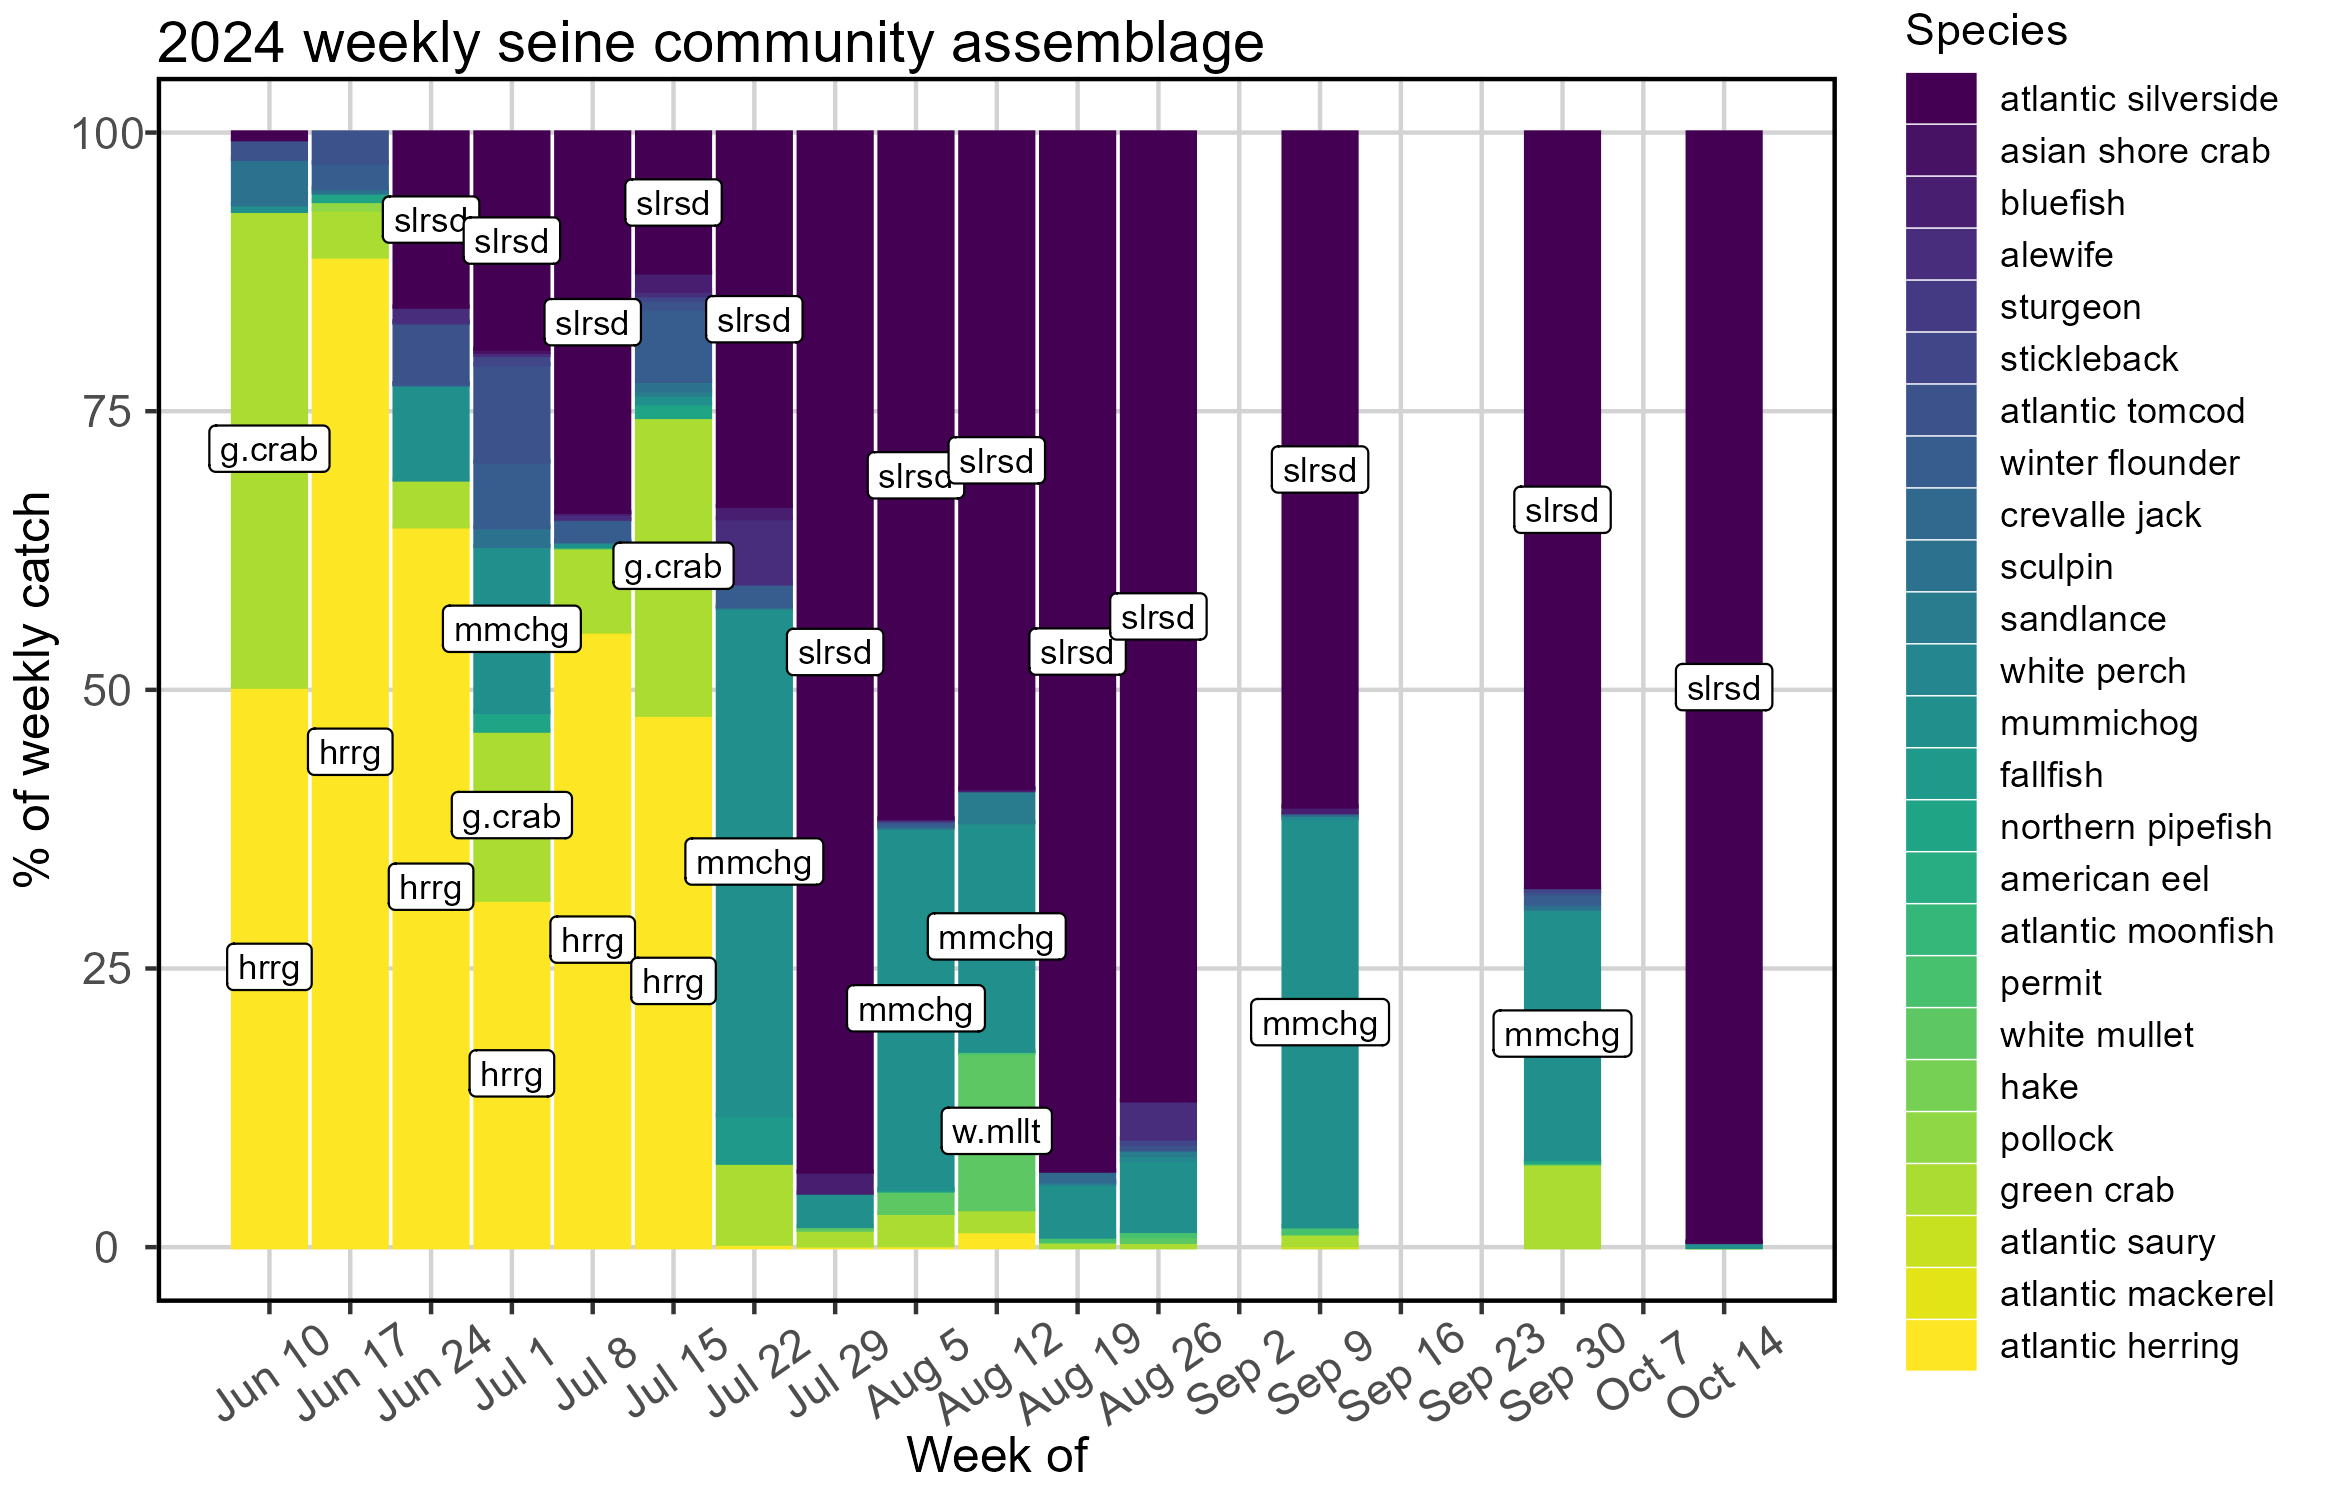 2024 weekly seine community assemblage
% of weekly catch
100
75
50
25
0
slrsd
slrsd
slrsd
slrsd
slrsd
slrsd
g.crab
slrsd
slrsd
slrsd
slrsd
g.crab
slrsd
mmchg
slrsd
slrsd
slrsd
hrrg
g.crab
mmchg
hrrg
hrrg
mmchg
hrrg
hrrg
mmchg
mmchg
mmchg
hrrg
w.mllt
Jun 10
Jun 17
Jun 24
Jul 1
Jul 8
Jul 15
Jul 22
Jul 29
Aug 5
Aug 12
Aug 19
Aug 26
Sep 2
Sep 9
Sep 16
Sep 23
Sep 30
Oct 7
Oct 14
Week of
Species
atlantic silverside
asian shore crab
bluefish
alewife
sturgeon
stickleback
atlantic tomcod
winter flounder
crevalle jack
sculpin
sandlance
white perch
mummichog
fallfish
northern pipefish
american eel
atlantic moonfish
permit
white mullet
hake
pollock
green crab
atlantic saury
atlantic mackerel
atlantic herring